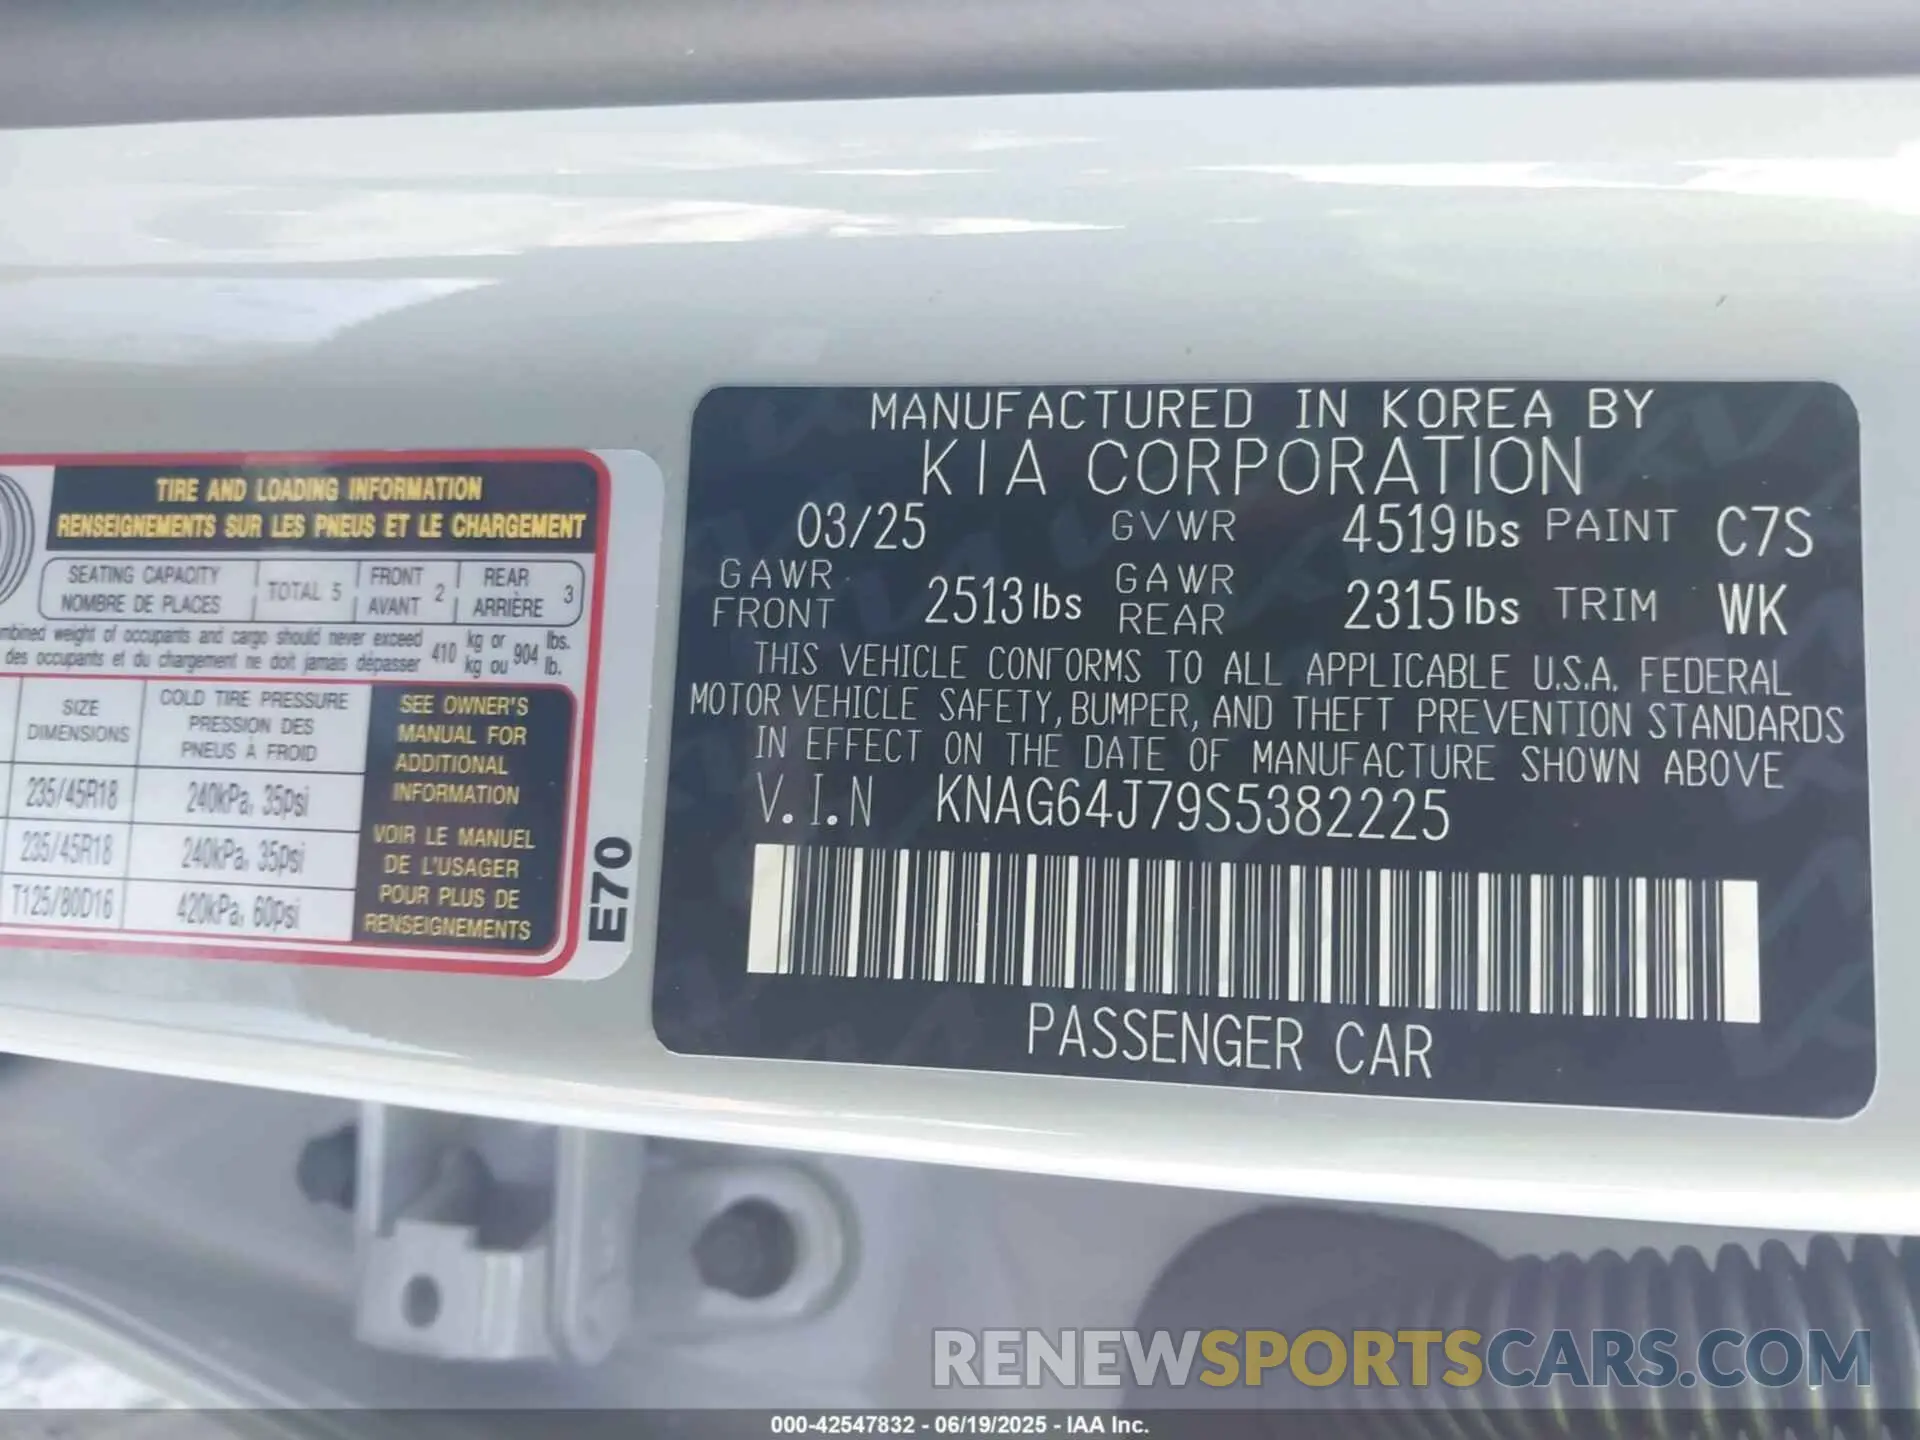 TIRE AND LOADING INFORMATION
RENSEIGNEMENTS SUR LES PNEUS ET LE CHARGEMENT
SEATING CAPACITY
NOMBRE DE PLACES
TOTAL 5
FRONT
AVANT
2
REAR
ARRIÈRE
3
weight of occupants and cargo should never exceed
des occupants et du chargement ne doit jamais dépasser
410
kg or
kg ou
904
lbs.
lb.
SIZE
DIMENSIONS
COLD TIRE PRESSURE
PRESSION DES
PNEUS À FROID
235/45R18
240kPa, 35psi
235/45R18
240kPa, 35psi
T125/80D16
420kPa, 60psi
SEE OWNER'S
MANUAL FOR
ADDITIONAL
INFORMATION
VOIR LE MANUEL
DE L'USAGER
POUR PLUS DE
RENSEIGNEMENTS
E70
MANUFACTURED IN KOREA BY
KIA CORPORATION
03/25 GVWR 4519 lbs PAINT C7S
GAWR FRONT 2513 lbs GAWR REAR 2315 lbs TRIM WK
THIS VEHICLE CONFORMS TO ALL APPLICABLE U.S.A. FEDERAL
MOTOR VEHICLE SAFETY, BUMPER, AND THEFT PREVENTION STANDARDS
IN EFFECT ON THE DATE OF MANUFACTURE SHOWN ABOVE
V.I.N KNAG64J79S5382225
PASSENGER CAR
RENEWSPORTSCARS.COM
000-42547832 - 06/19/2025 - IAA Inc.